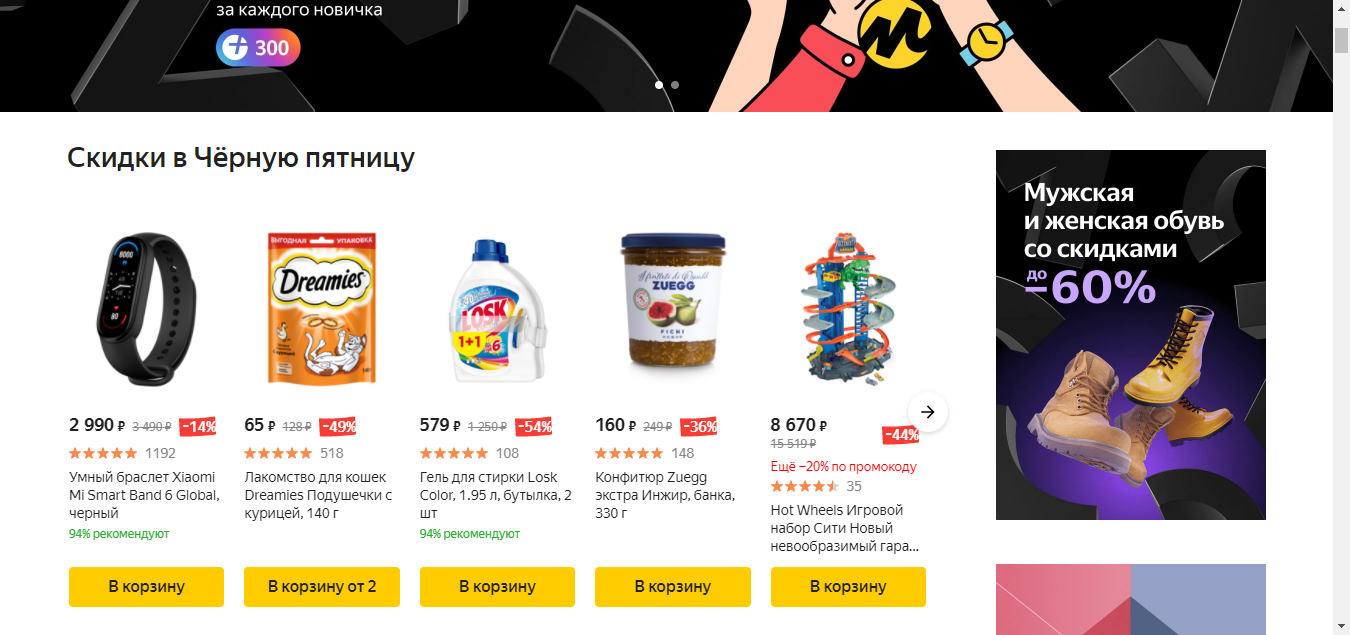 за каждого новичка
300
Скидки в Чёрную пятницу
Мужская
и женская обувь
со скидками
до
–60%
ВЫГОДНАЯ УПАКОВКА
Dreamies
LOSK
1+1
ZUEGG
FICHI
2 990 ₽ 3 490 ₽ -14%
1192
Умный браслет Xiaomi
Mi Smart Band 6 Global,
черный
94% рекомендуют
В корзину
65 ₽ 128 ₽ -49%
518
Лакомство для кошек
Dreamies Подушечки с
курицей, 140 г
В корзину от 2
579 ₽ 1 250 ₽ -54%
108
Гель для стирки Losk
Color, 1.95 л, бутылка, 2
шт
94% рекомендуют
В корзину
160 ₽ 249 ₽ -36%
148
Конфитюр Zuegg
экстра Инжир, банка,
330 г
В корзину
8 670 ₽
15 519 ₽ -44%
Ещё −20% по промокоду
35
Hot Wheels Игровой
набор Сити Новый
невообразимый гара...
В корзину